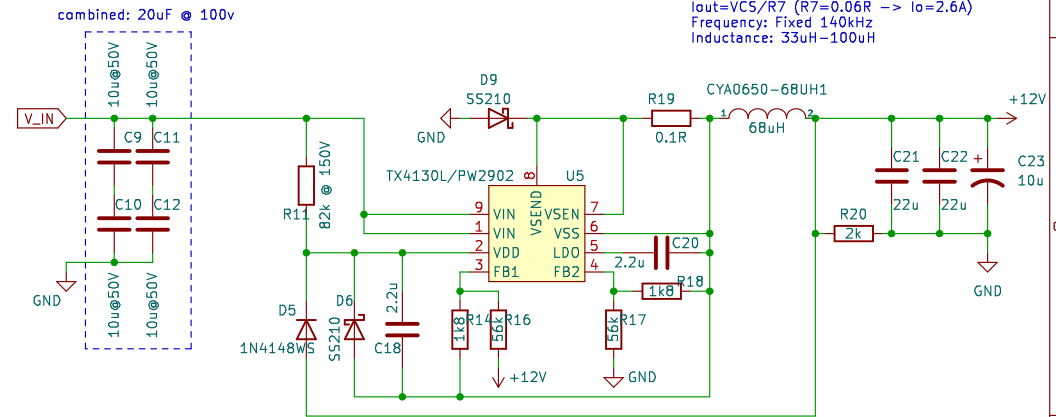 combined: 20uF @ 100v
Iout=VCS/R7 (R7=0.06R -> Io=2.6A)
Frequency: Fixed 140kHz
Inductance: 33uH-100uH
10u@50V
10u@50V
V_IN
C9
C11
C10
C12
GND
10u@50V
10u@50V
R11
82k @ 150V
D9
SS210
GND
R19
0.1R
CYA0650-68UH1
1
2
68uH
+12V
TX4130L/PW2902
U5
8
VSEND
9
VIN
1
VIN
2
VDD
3
FB1
VSEN
7
VSS
6
LDO
5
FB2
4
C20
2.2u
R18
1k8
C21
22u
C22
22u
+
C23
10u
R20
2k
GND
D5
1N4148WS
D6
SS210
2.2u
C18
1k8
R14
56k
R16
+12V
56k
R17
GND